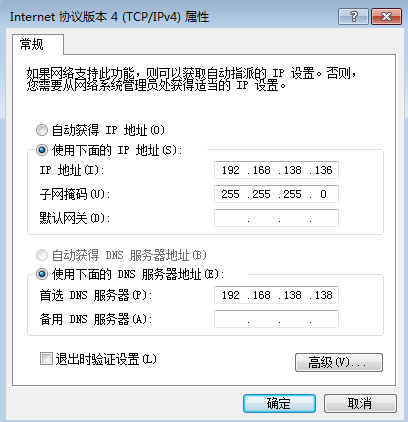 Internet 协议版本 4 (TCP/IPv4) 属性
常规
如果网络支持此功能，则可以获取自动指派的 IP 设置。否则，
您需要从网络系统管理员处获得适当的 IP 设置。
自动获得 IP 地址(O)
使用下面的 IP 地址(S):
IP 地址(I): 192 .168 .138 .136
子网掩码(U): 255 .255 .255 . 0
默认网关(D): . . .
自动获得 DNS 服务器地址(B)
使用下面的 DNS 服务器地址(E):
首选 DNS 服务器(P): 192 .168 .138 .138
备用 DNS 服务器(A): . . .
退出时验证设置(L)
高级(V)...
确定 取消